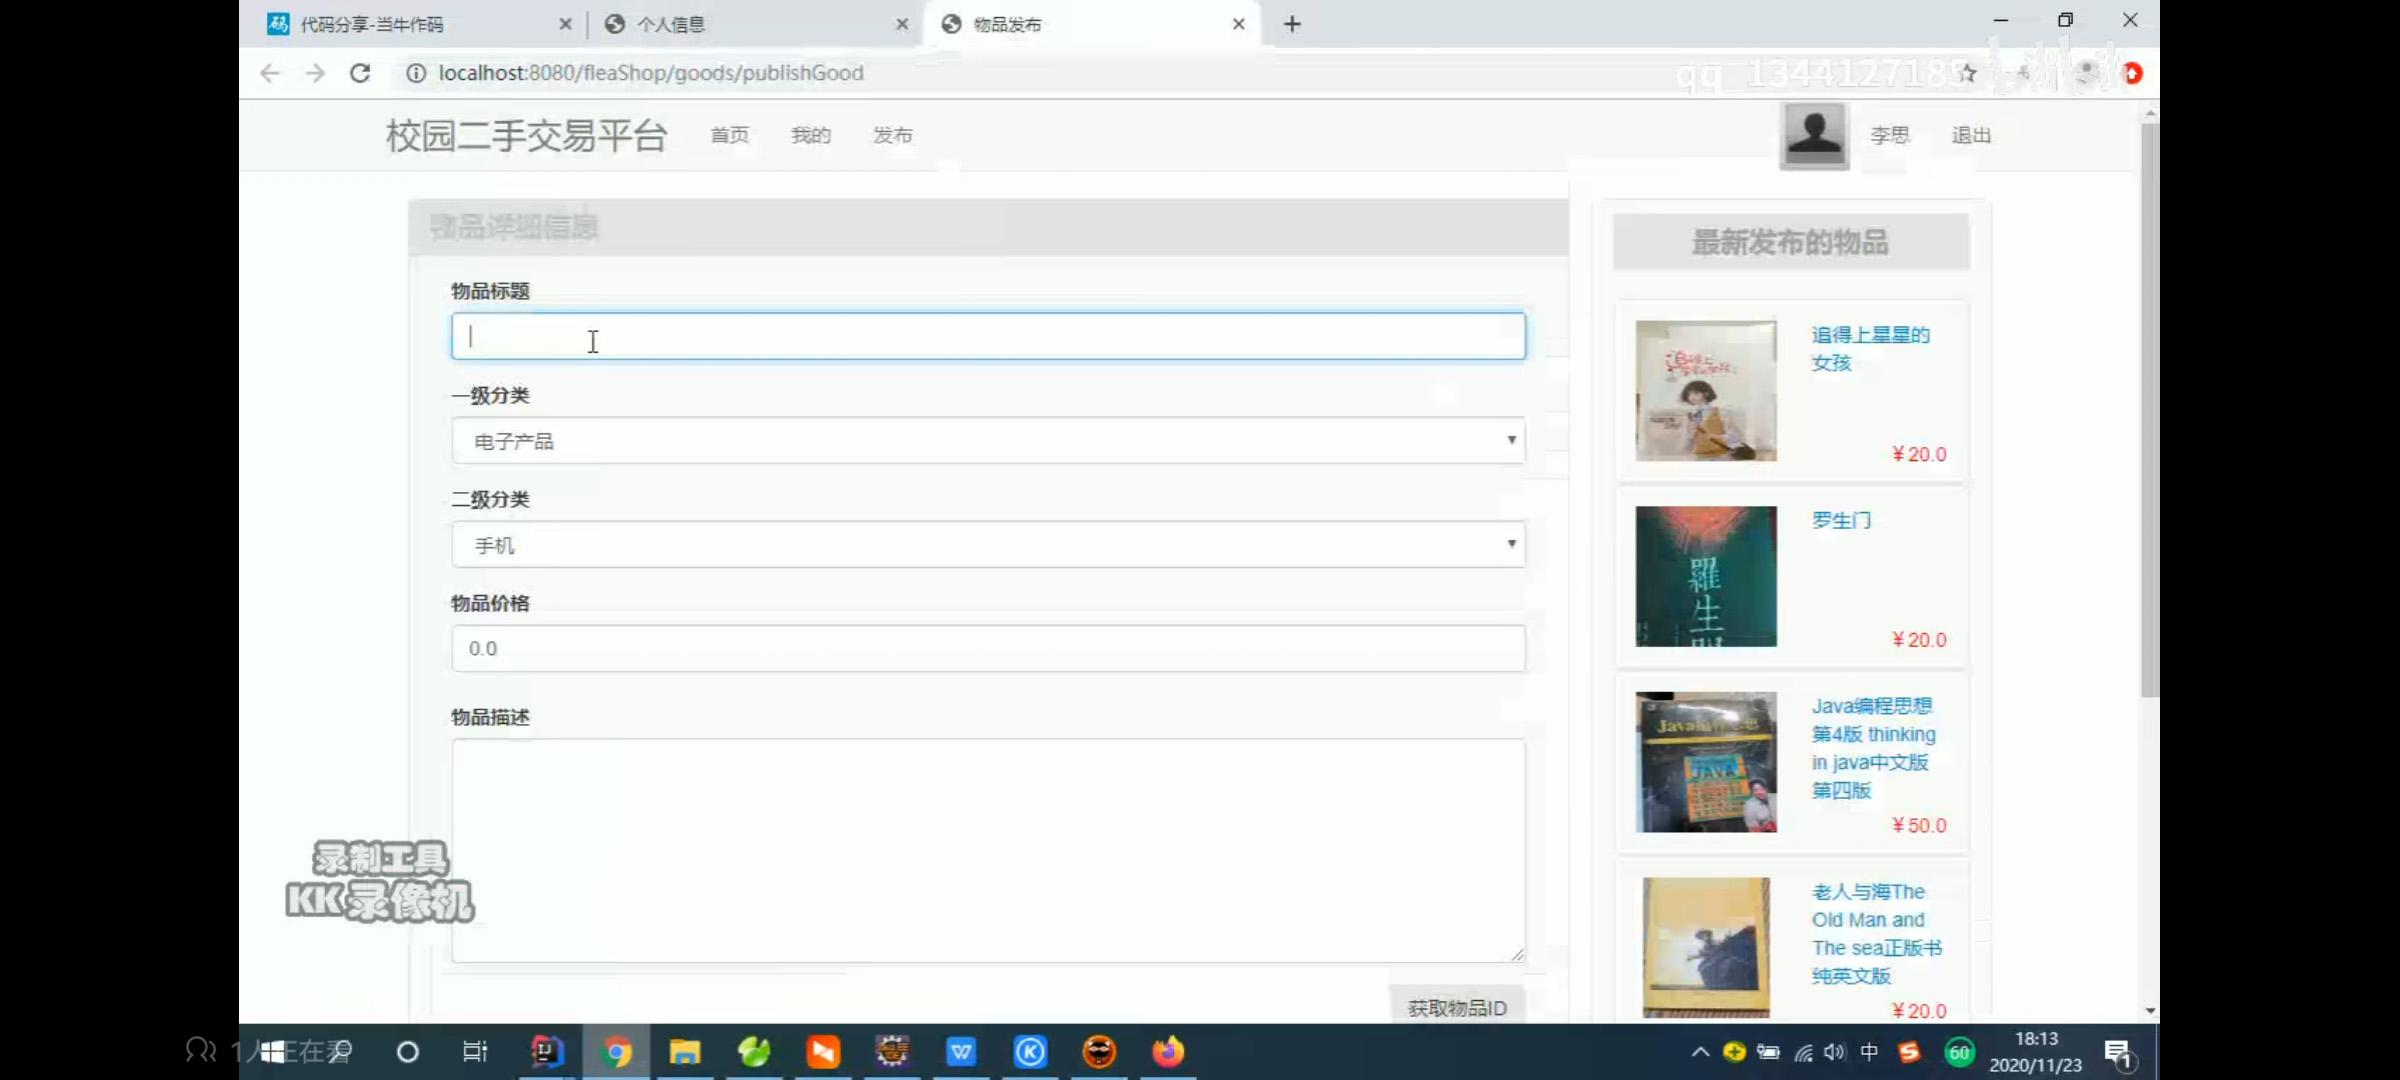 代码分享-当牛作码
个人信息
物品发布
localhost:8080/fleaShop/goods/publishGood
qq_1344127185
校园二手交易平台
首页
我的
发布
李思
退出
物品详细信息
物品标题
一级分类
电子产品
二级分类
手机
物品价格
0.0
物品描述
获取物品ID
最新发布的物品
追得上星星的
女孩
¥20.0
羅
生
罗生门
¥20.0
JAVA
Java编程思想
第4版 thinking
in java中文版
第四版
¥50.0
老人与海The
Old Man and
The sea正版书
纯英文版
¥20.0
录制工具
KK录像机
1人正在看
中
60
18:13
2020/11/23
1